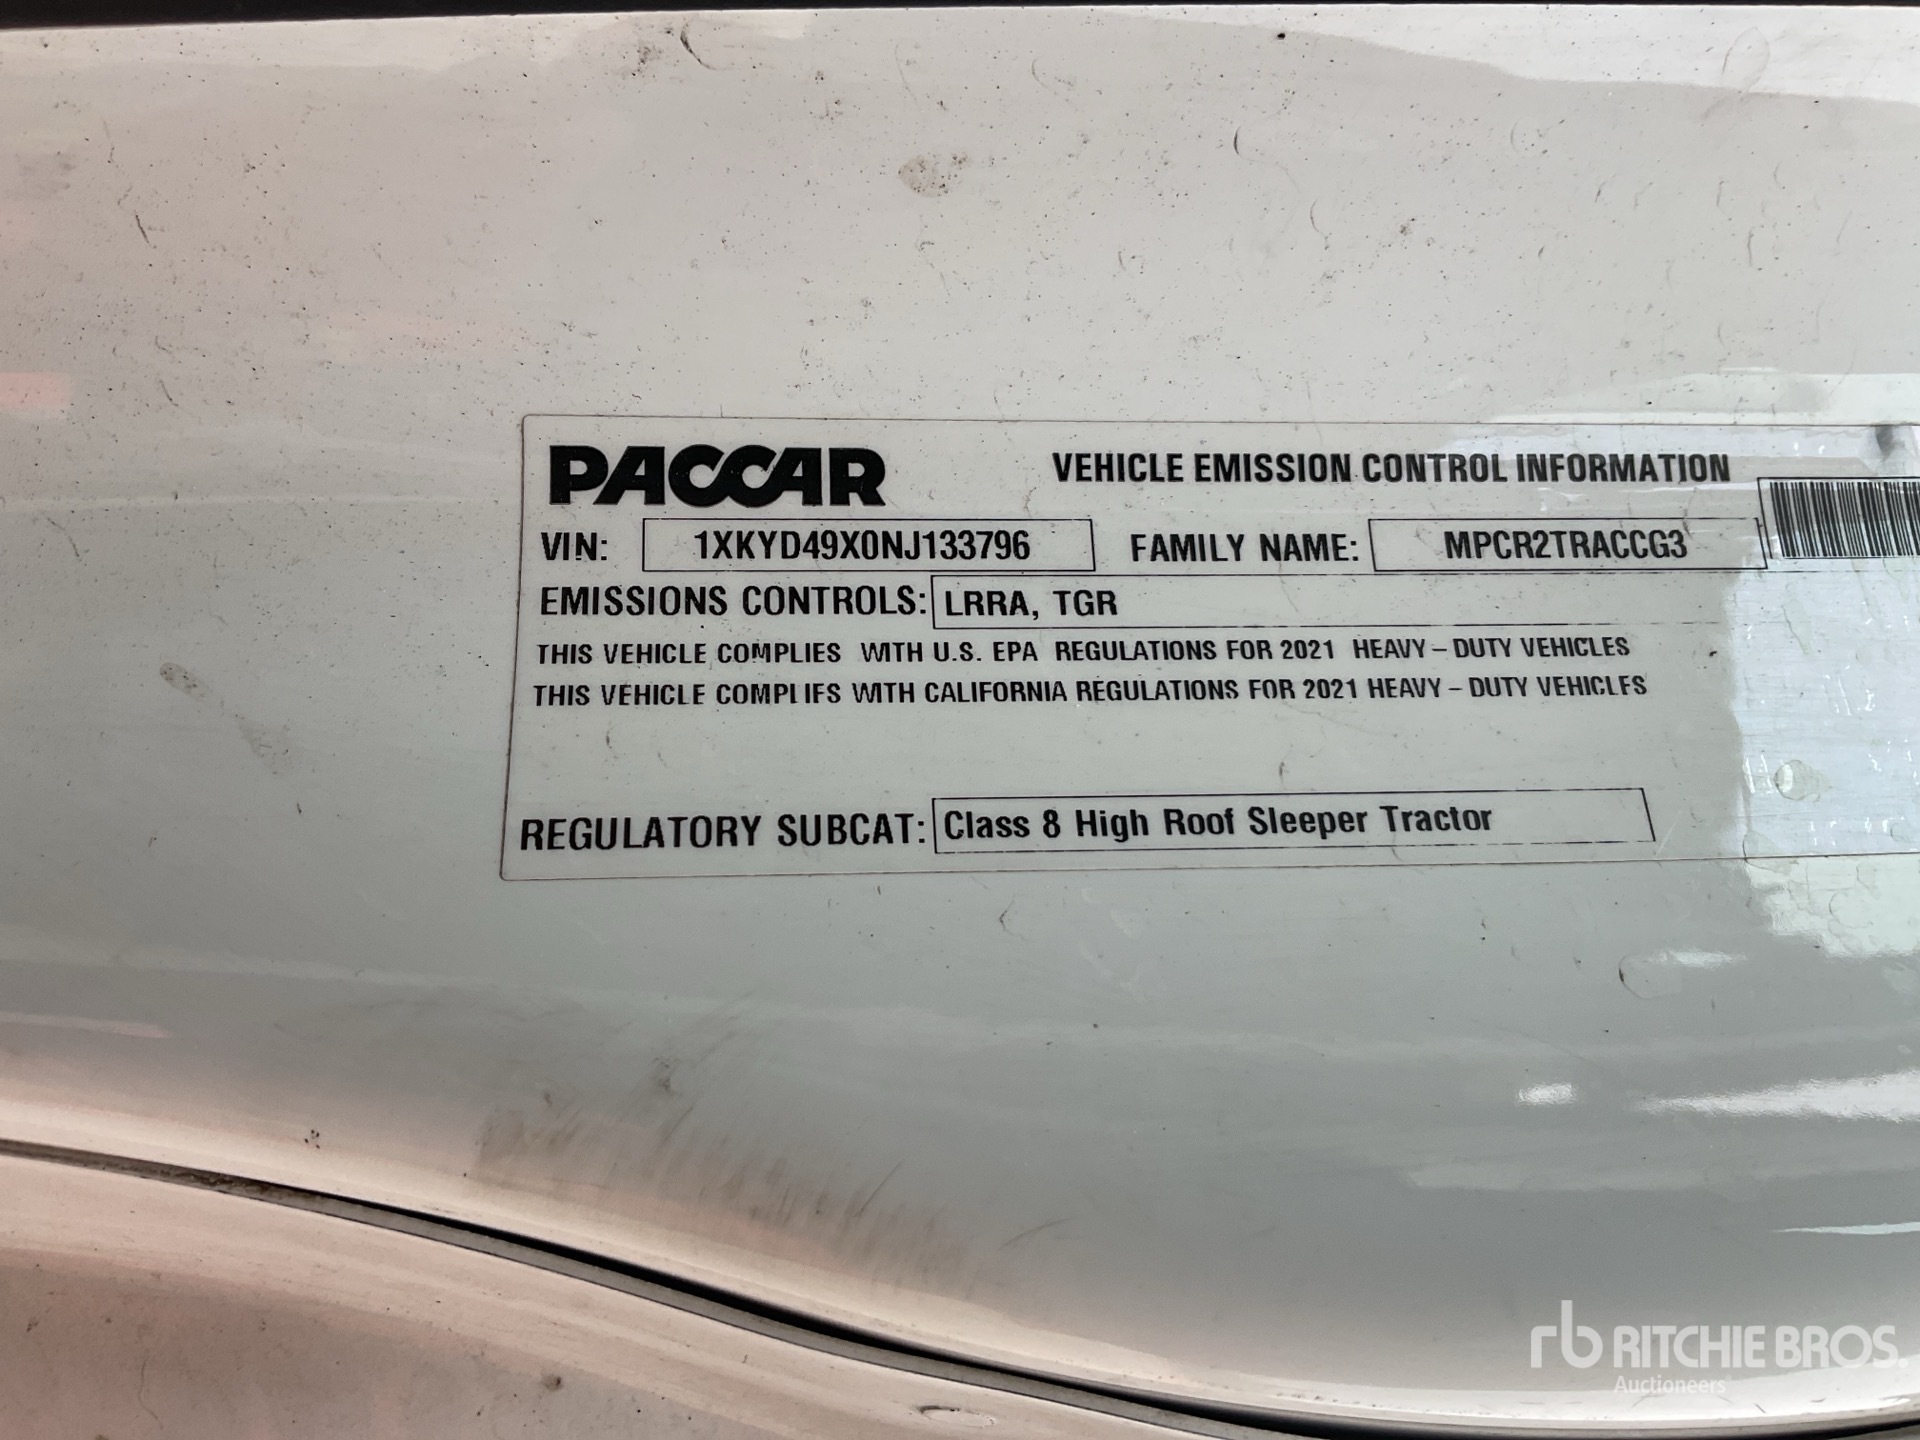 PACCAR VEHICLE EMISSION CONTROL INFORMATION
VIN: 1XKYD49X0NJ133796 FAMILY NAME: MPCR2TRACCG3
EMISSIONS CONTROLS: LRRA, TGR
THIS VEHICLE COMPLIES WITH U.S. EPA REGULATIONS FOR 2021 HEAVY – DUTY VEHICLES
THIS VEHICLE COMPLIES WITH CALIFORNIA REGULATIONS FOR 2021 HEAVY – DUTY VEHICLES
REGULATORY SUBCAT: Class 8 High Roof Sleeper Tractor
rb RITCHIE BROS.
Auctioneers